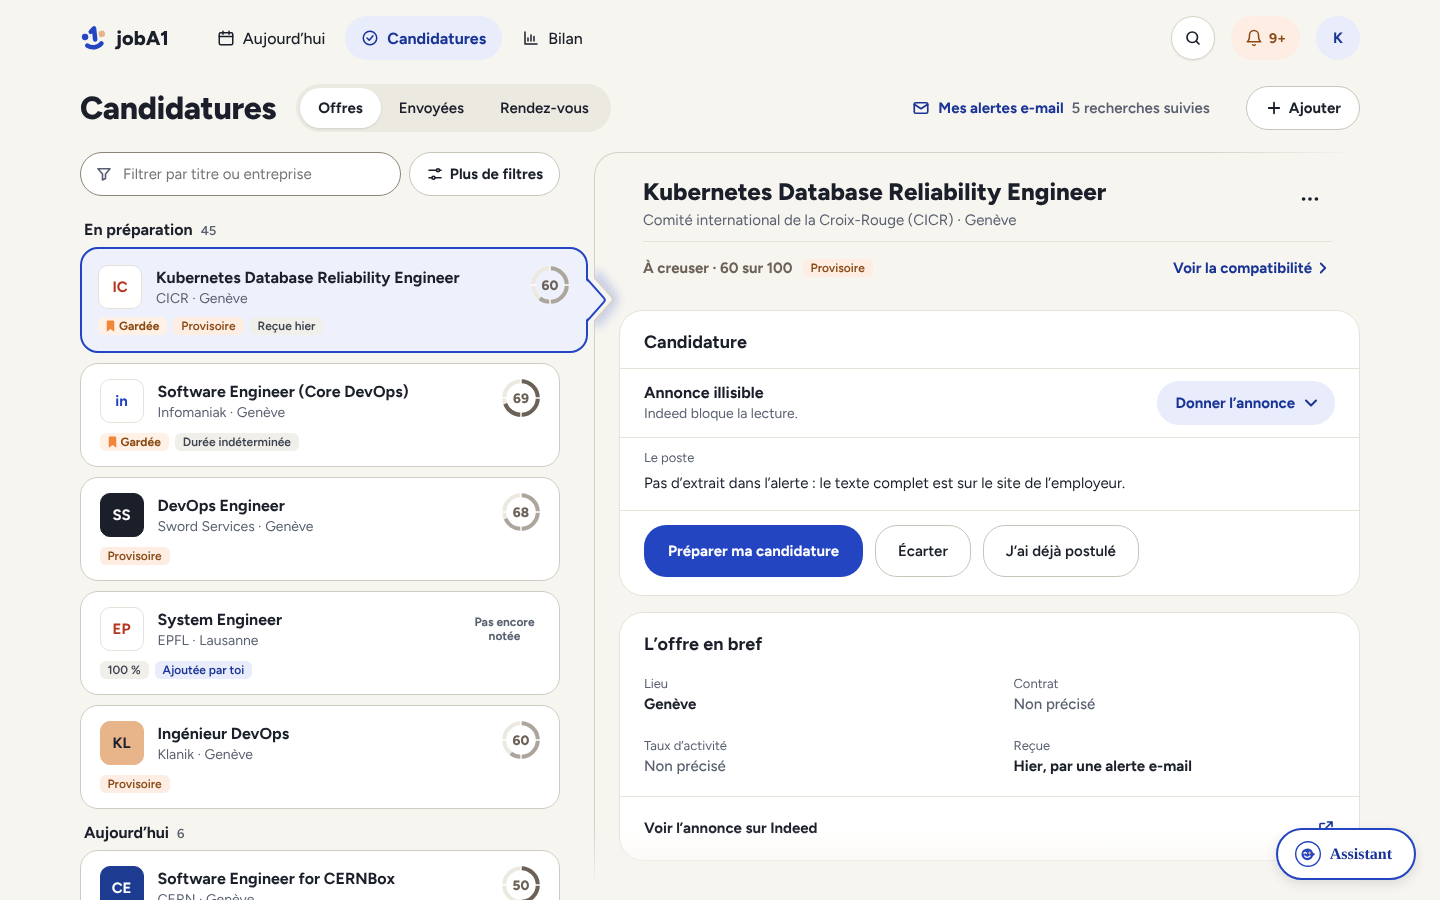 jobA1
Aujourd’hui
Candidatures
Bilan
9+
K
Candidatures
Offres
Envoyées
Rendez-vous
Mes alertes e-mail 5 recherches suivies
Ajouter
Filtrer par titre ou entreprise
Plus de filtres
En préparation 45
IC
Kubernetes Database Reliability Engineer
CICR · Genève
60
Gardée
Provisoire
Reçue hier
in
Software Engineer (Core DevOps)
Infomaniak · Genève
69
Gardée
Durée indéterminée
SS
DevOps Engineer
Sword Services · Genève
68
Provisoire
EP
System Engineer
EPFL · Lausanne
Pas encore
notée
100 %
Ajoutée par toi
KL
Ingénieur DevOps
Klanik · Genève
60
Provisoire
Aujourd’hui 6
CE
Software Engineer for CERNBox
CERN · Genève
50
Kubernetes Database Reliability Engineer
Comité international de la Croix-Rouge (CICR) · Genève
À creuser · 60 sur 100
Provisoire
Voir la compatibilité
Candidature
Annonce illisible
Indeed bloque la lecture.
Donner l’annonce
Le poste
Pas d’extrait dans l’alerte : le texte complet est sur le site de l’employeur.
Préparer ma candidature
Écarter
J’ai déjà postulé
L’offre en bref
Lieu
Genève
Contrat
Non précisé
Taux d’activité
Non précisé
Reçue
Hier, par une alerte e-mail
Voir l’annonce sur Indeed
Assistant